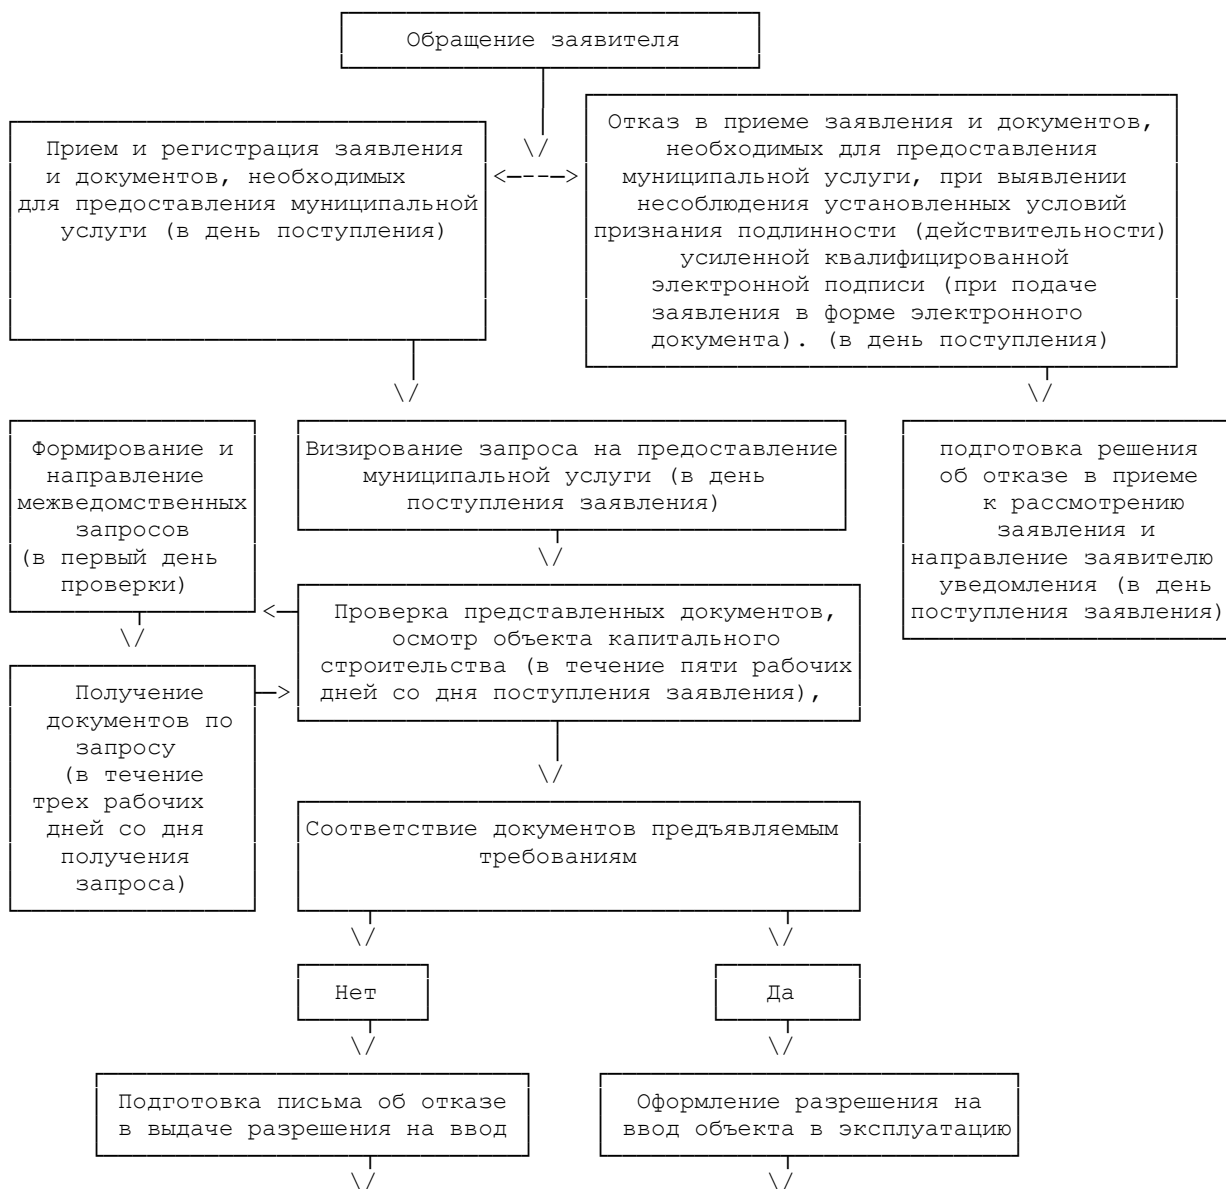 Обращение заявителя
Прием и регистрация заявления
и документов, необходимых
для предоставления муниципальной
услуги (в день поступления)
Отказ в приеме заявления и документов,
необходимых для предоставления
муниципальной услуги, при выявлении
несоблюдения установленных условий
признания подлинности (действительности)
усиленной квалифицированной
электронной подписи (при подаче
заявления в форме электронного
документа). (в день поступления)
Формирование и
направление
межведомственных
запросов
(в первый день
проверки)
Визирование запроса на предоставление
муниципальной услуги (в день
поступления заявления)
подготовка решения
об отказе в приеме
к рассмотрению
заявления и
направление заявителю
уведомления (в день
поступления заявления)
Проверка представленных документов,
осмотр объекта капитального
строительства (в течение пяти рабочих
дней со дня поступления заявления),
Получение
документов по
запросу
(в течение
трех рабочих
дней со дня
получения
запроса)
Соответствие документов предъявляемым
требованиям
Нет
Да
Подготовка письма об отказе
в выдаче разрешения на ввод
Оформление разрешения на
ввод объекта в эксплуатацию